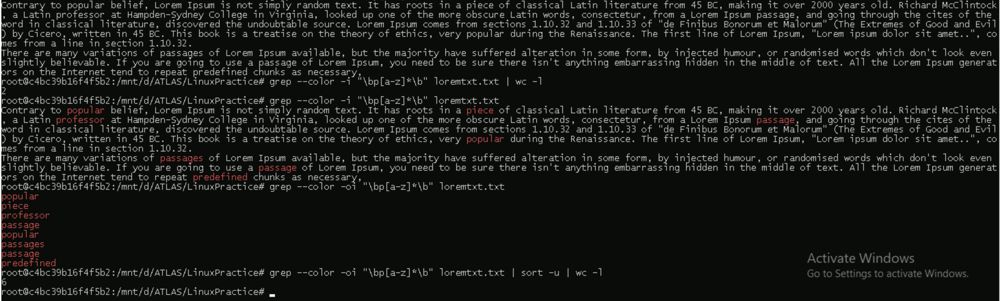 Contrary to popular belief, Lorem Ipsum is not simply random text. It has roots in a piece of classical Latin literature from 45 BC, making it over 2000 years old. Richard McClintock
, a Latin professor at Hampden-Sydney College in Virginia, looked up one of the more obscure Latin words, consectetur, from a Lorem Ipsum passage, and going through the cites of the
word in classical literature, discovered the undoubtable source. Lorem Ipsum comes from sections 1.10.32 and 1.10.33 of "de Finibus Bonorum et Malorum" (The Extremes of Good and Evil
) by Cicero, written in 45 BC. This book is a treatise on the theory of ethics, very popular during the Renaissance. The first line of Lorem Ipsum, "Lorem ipsum dolor sit amet..", co
mes from a line in section 1.10.32.
There are many variations of passages of Lorem Ipsum available, but the majority have suffered alteration in some form, by injected humour, or randomised words which don't look even
slightly believable. If you are going to use a passage of Lorem Ipsum, you need to be sure there isn't anything embarrassing hidden in the middle of text. All the Lorem Ipsum generat
ors on the Internet tend to repeat predefined chunks as necessary,
root@c4bc39b16f4f5b2:/mnt/d/ATLAS/LinuxPractice# grep --color -i "\bp[a-z]*\b" loremtxt.txt | wc -l
2
root@c4bc39b16f4f5b2:/mnt/d/ATLAS/LinuxPractice# grep --color -i "\bp[a-z]*\b" loremtxt.txt
Contrary to popular belief, Lorem Ipsum is not simply random text. It has roots in a piece of classical Latin literature from 45 BC, making it over 2000 years old. Richard McClintock
, a Latin professor at Hampden-Sydney College in Virginia, looked up one of the more obscure Latin words, consectetur, from a Lorem Ipsum passage, and going through the cites of the
word in classical literature, discovered the undoubtable source. Lorem Ipsum comes from sections 1.10.32 and 1.10.33 of "de Finibus Bonorum et Malorum" (The Extremes of Good and Evil
) by Cicero, written in 45 BC. This book is a treatise on the theory of ethics, very popular during the Renaissance. The first line of Lorem Ipsum, "Lorem ipsum dolor sit amet..", co
mes from a line in section 1.10.32.
There are many variations of passages of Lorem Ipsum available, but the majority have suffered alteration in some form, by injected humour, or randomised words which don't look even
slightly believable. If you are going to use a passage of Lorem Ipsum, you need to be sure there isn't anything embarrassing hidden in the middle of text. All the Lorem Ipsum generat
ors on the Internet tend to repeat predefined chunks as necessary,
root@c4bc39b16f4f5b2:/mnt/d/ATLAS/LinuxPractice# grep --color -oi "\bp[a-z]*\b" loremtxt.txt
popular
piece
professor
passage
popular
passages
passage
predefined
root@c4bc39b16f4f5b2:/mnt/d/ATLAS/LinuxPractice# grep --color -oi "\bp[a-z]*\b" loremtxt.txt | sort -u | wc -l
6
root@c4bc39b16f4f5b2:/mnt/d/ATLAS/LinuxPractice#
Activate Windows
Go to Settings to activate Windows.